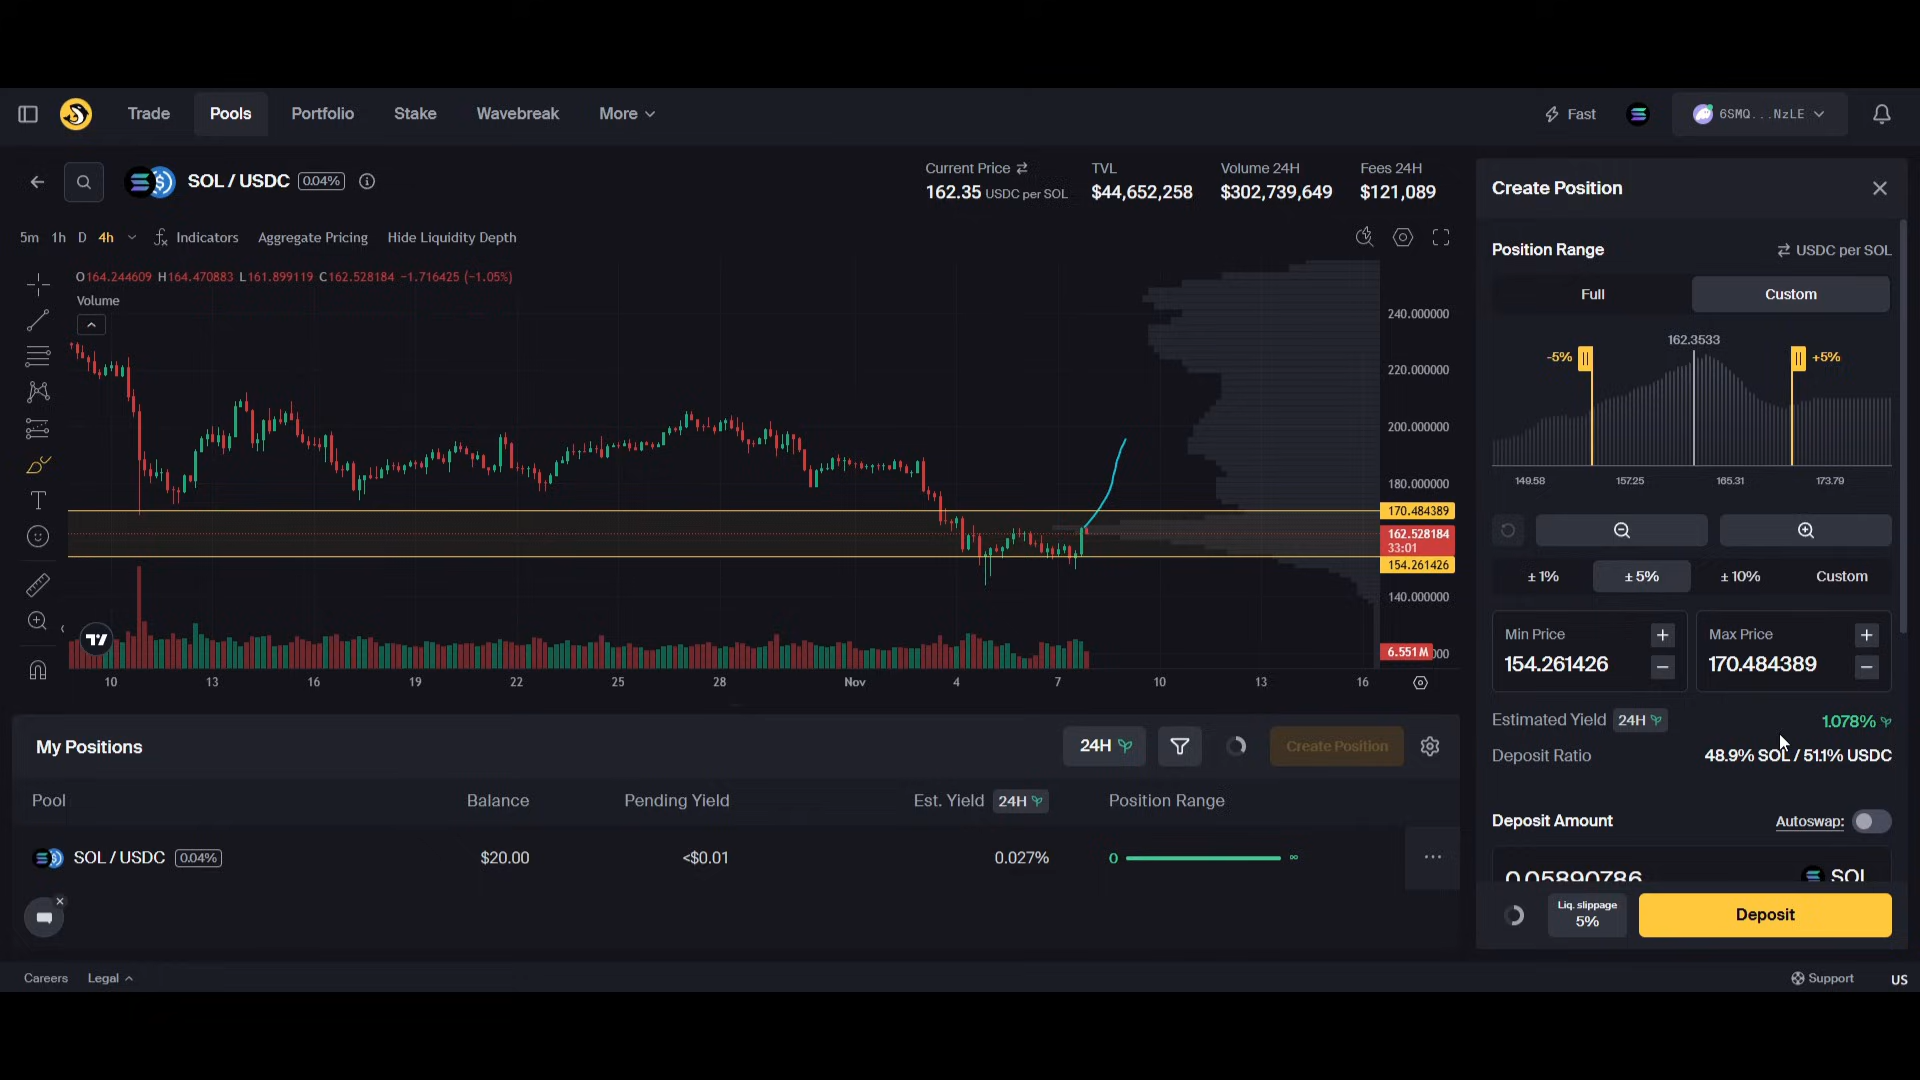 Trade Pools Portfolio Stake Wavebreak More
Fast 6SMQ...NzLE
SOL / USDC 0.04%
Current Price
162.35 USDC per SOL
TVL
$44,652,258
Volume 24H
$302,739,649
Fees 24H
$121,089
5m 1h D 4h Indicators Aggregate Pricing Hide Liquidity Depth
O164.244609 H164.470883 L161.899119 C162.528184 −1.716425 (−1.05%)
Volume
240.000000
220.000000
200.000000
180.000000
170.484389
162.528184
33:01
154.261426
140.000000
6.551M
10 13 16 19 22 25 28 Nov 4 7 10 13 16
My Positions
24H Create Position
Pool Balance Pending Yield Est. Yield 24H Position Range
SOL / USDC 0.04% $20.00 <$0.01 0.027% 0 ∞
Create Position
Position Range USDC per SOL
Full Custom
162.3533
-5% +5%
149.58 157.25 165.31 173.79
± 1% ± 5% ± 10% Custom
Min Price
154.261426
Max Price
170.484389
Estimated Yield 24H 1.078%
Deposit Ratio 48.9% SOL / 51.1% USDC
Deposit Amount Autoswap:
0.05890786 SOL
Liq. slippage
5%
Deposit
Careers Legal Support US